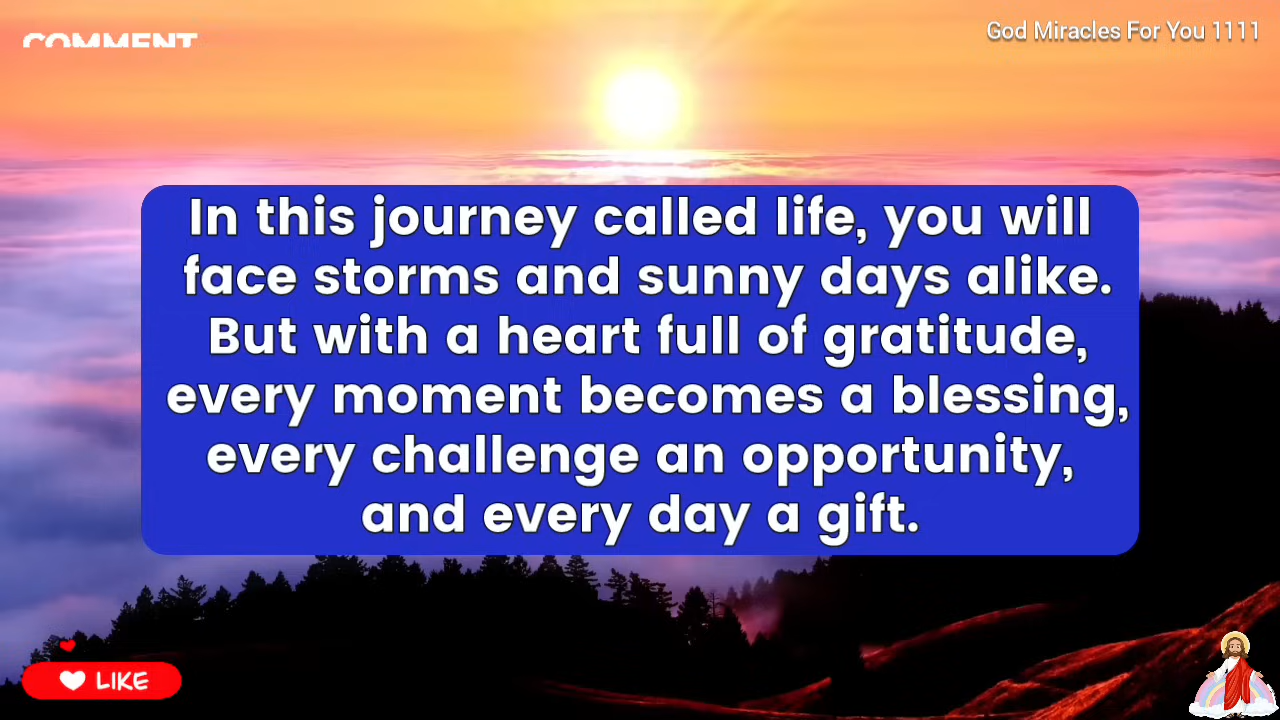 COMMENT
God Miracles For You 1111
In this journey called life, you will
face storms and sunny days alike.
But with a heart full of gratitude,
every moment becomes a blessing,
every challenge an opportunity,
and every day a gift.
LIKE